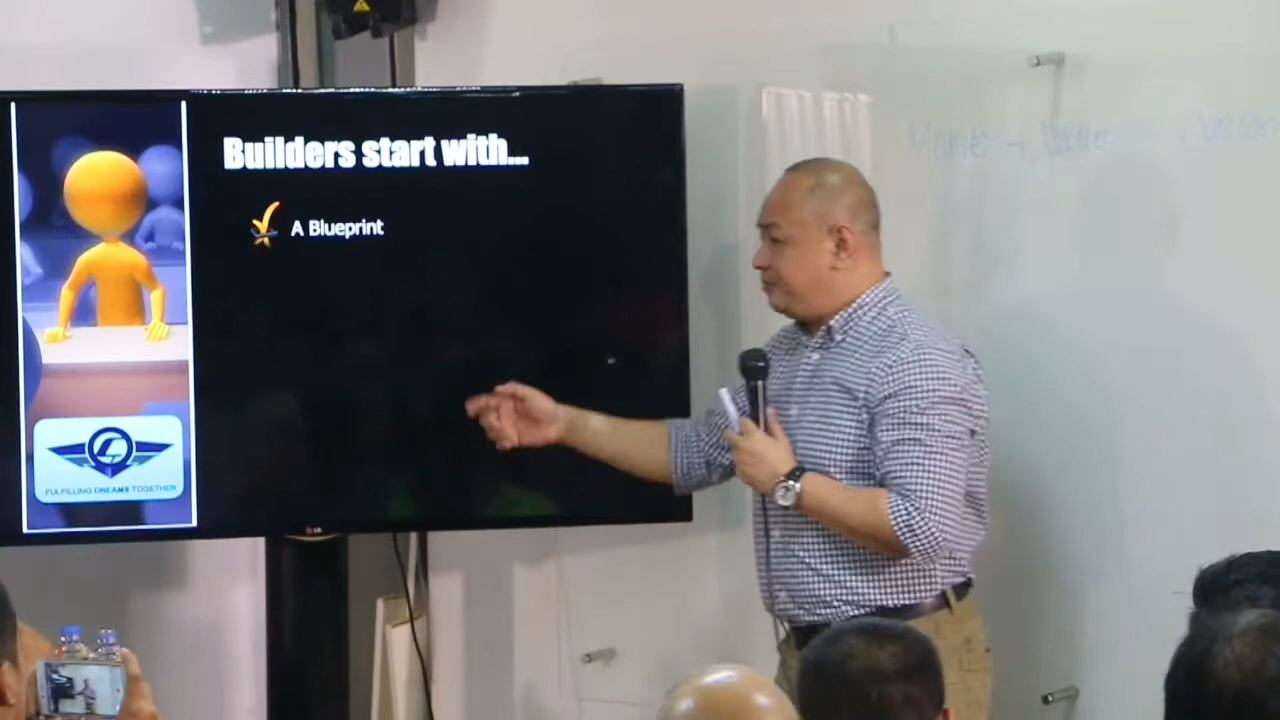 Builders start with...
A Blueprint
FULFILLING DREAMS TOGETHER
LG